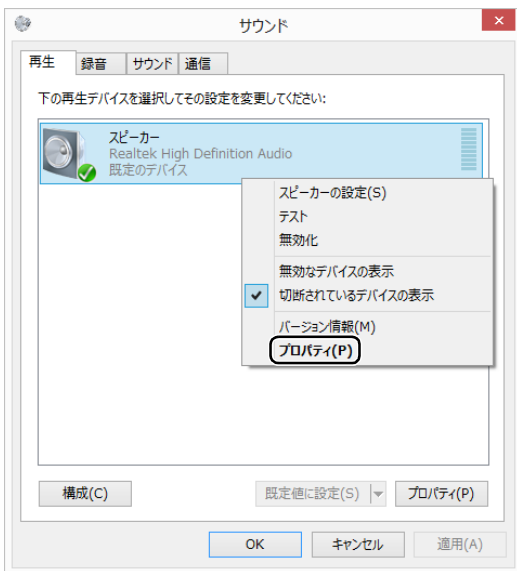 サウンド
再生 録音 サウンド 通信
下の再生デバイスを選択してその設定を変更してください:
スピーカー
Realtek High Definition Audio
既定のデバイス
スピーカーの設定(S)
テスト
無効化
無効なデバイスの表示
切断されているデバイスの表示
バージョン情報(M)
プロパティ(P)
構成(C) 既定値に設定(S) プロパティ(P)
OK キャンセル 適用(A)